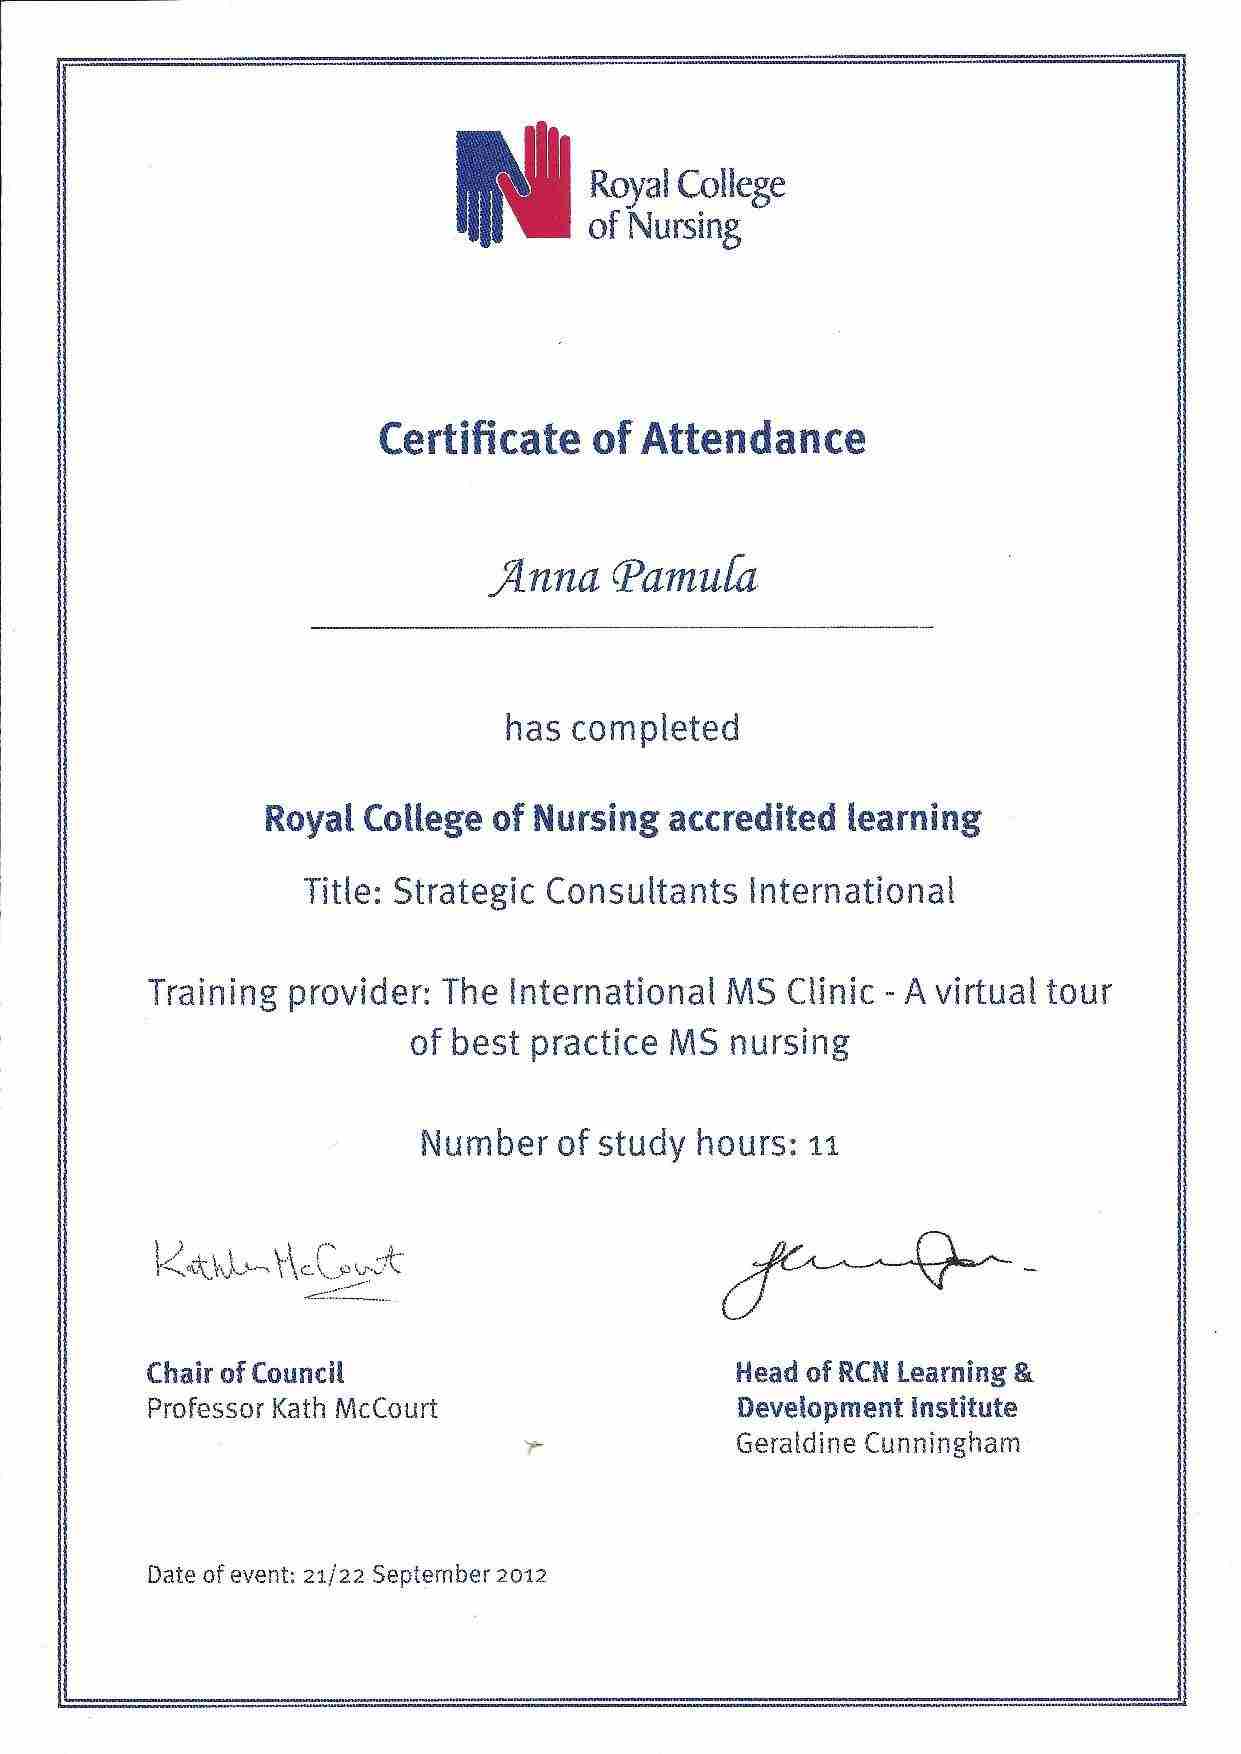 Royal College
of Nursing
Certificate of Attendance
Anna Pamula
has completed
Royal College of Nursing accredited learning
Title: Strategic Consultants International
Training provider: The International MS Clinic - A virtual tour
of best practice MS nursing
Number of study hours: 11
Kathleen McCourt
Chair of Council
Professor Kath McCourt
Head of RCN Learning &
Development Institute
Geraldine Cunningham
Date of event: 21/22 September 2012